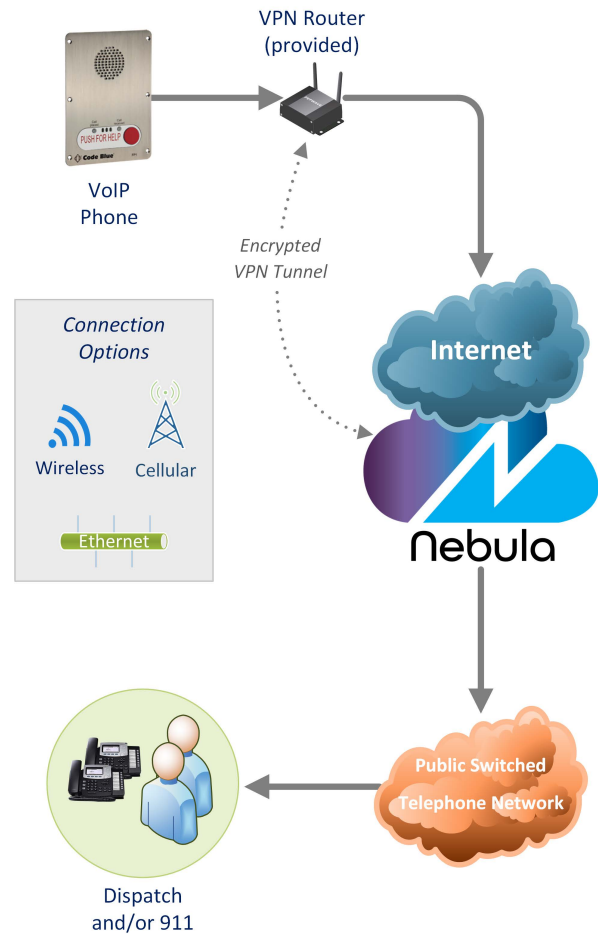 VPN Router
(provided)
PUSH FOR HELP
Code Blue
VoIP
Phone
Encrypted
VPN Tunnel
Internet
Connection
Options
Wireless
Cellular
Ethernet
Nebula
Public Switched
Telephone Network
Dispatch
and/or 911